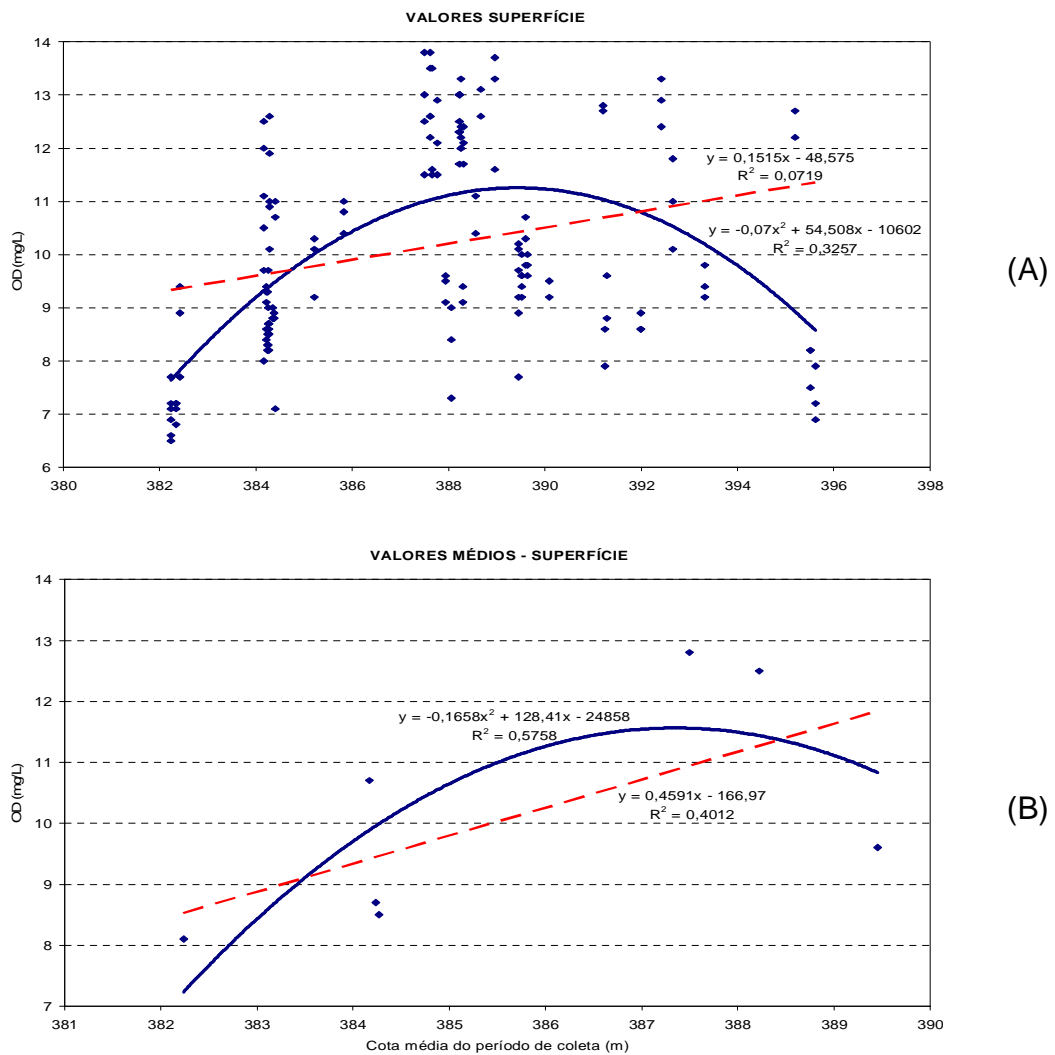 VALORES SUPERFÍCIE
14
13
12
11
10
9
8
7
6
OD (mg/L)
y = 0,1515x - 48,575
R² = 0,0719
y = -0,07x² + 54,508x - 10602
R² = 0,3257
380 382 384 386 388 390 392 394 396 398
(A)
VALORES MÉDIOS - SUPERFÍCIE
14
13
12
11
10
9
8
7
OD (mg/L)
y = -0,1658x² + 128,41x - 24858
R² = 0,5758
y = 0,4591x - 166,97
R² = 0,4012
381 382 383 384 385 386 387 388 389 390
Cota média do período de coleta (m)
(B)